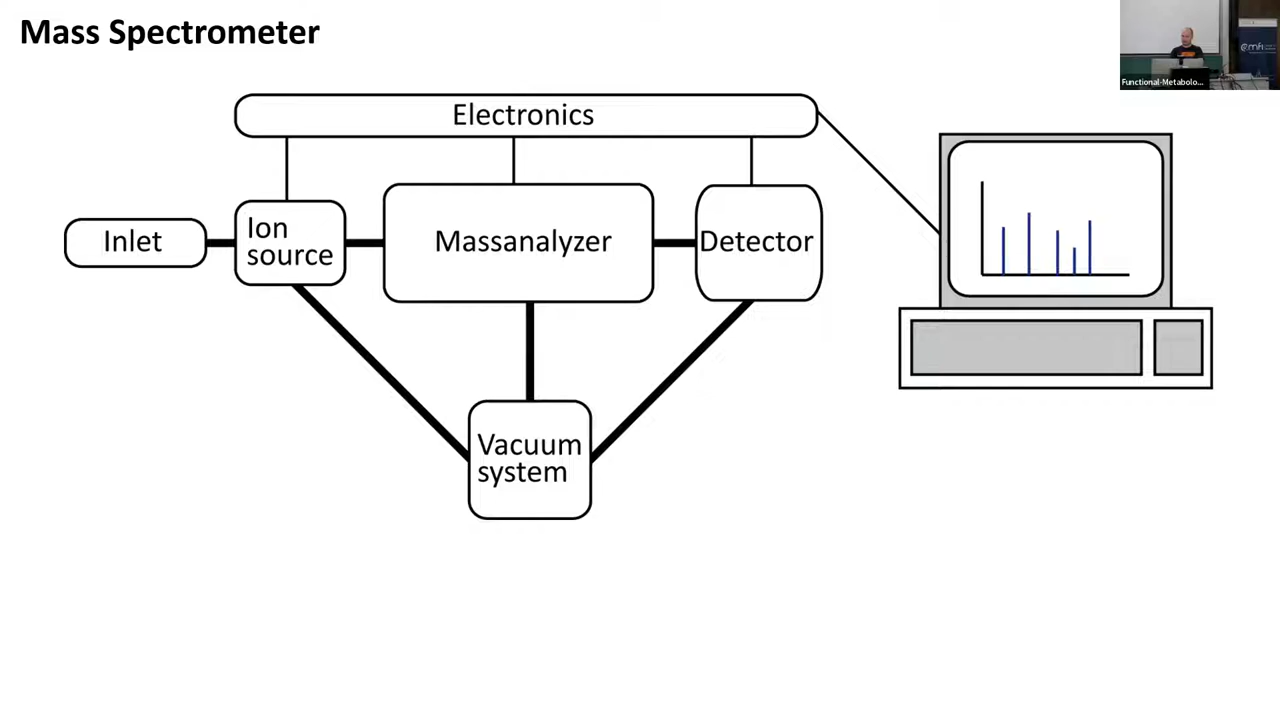 Mass Spectrometer
Functional-Metabolo...
Electronics
Inlet
Ion
source
Massanalyzer
Detector
Vacuum
system